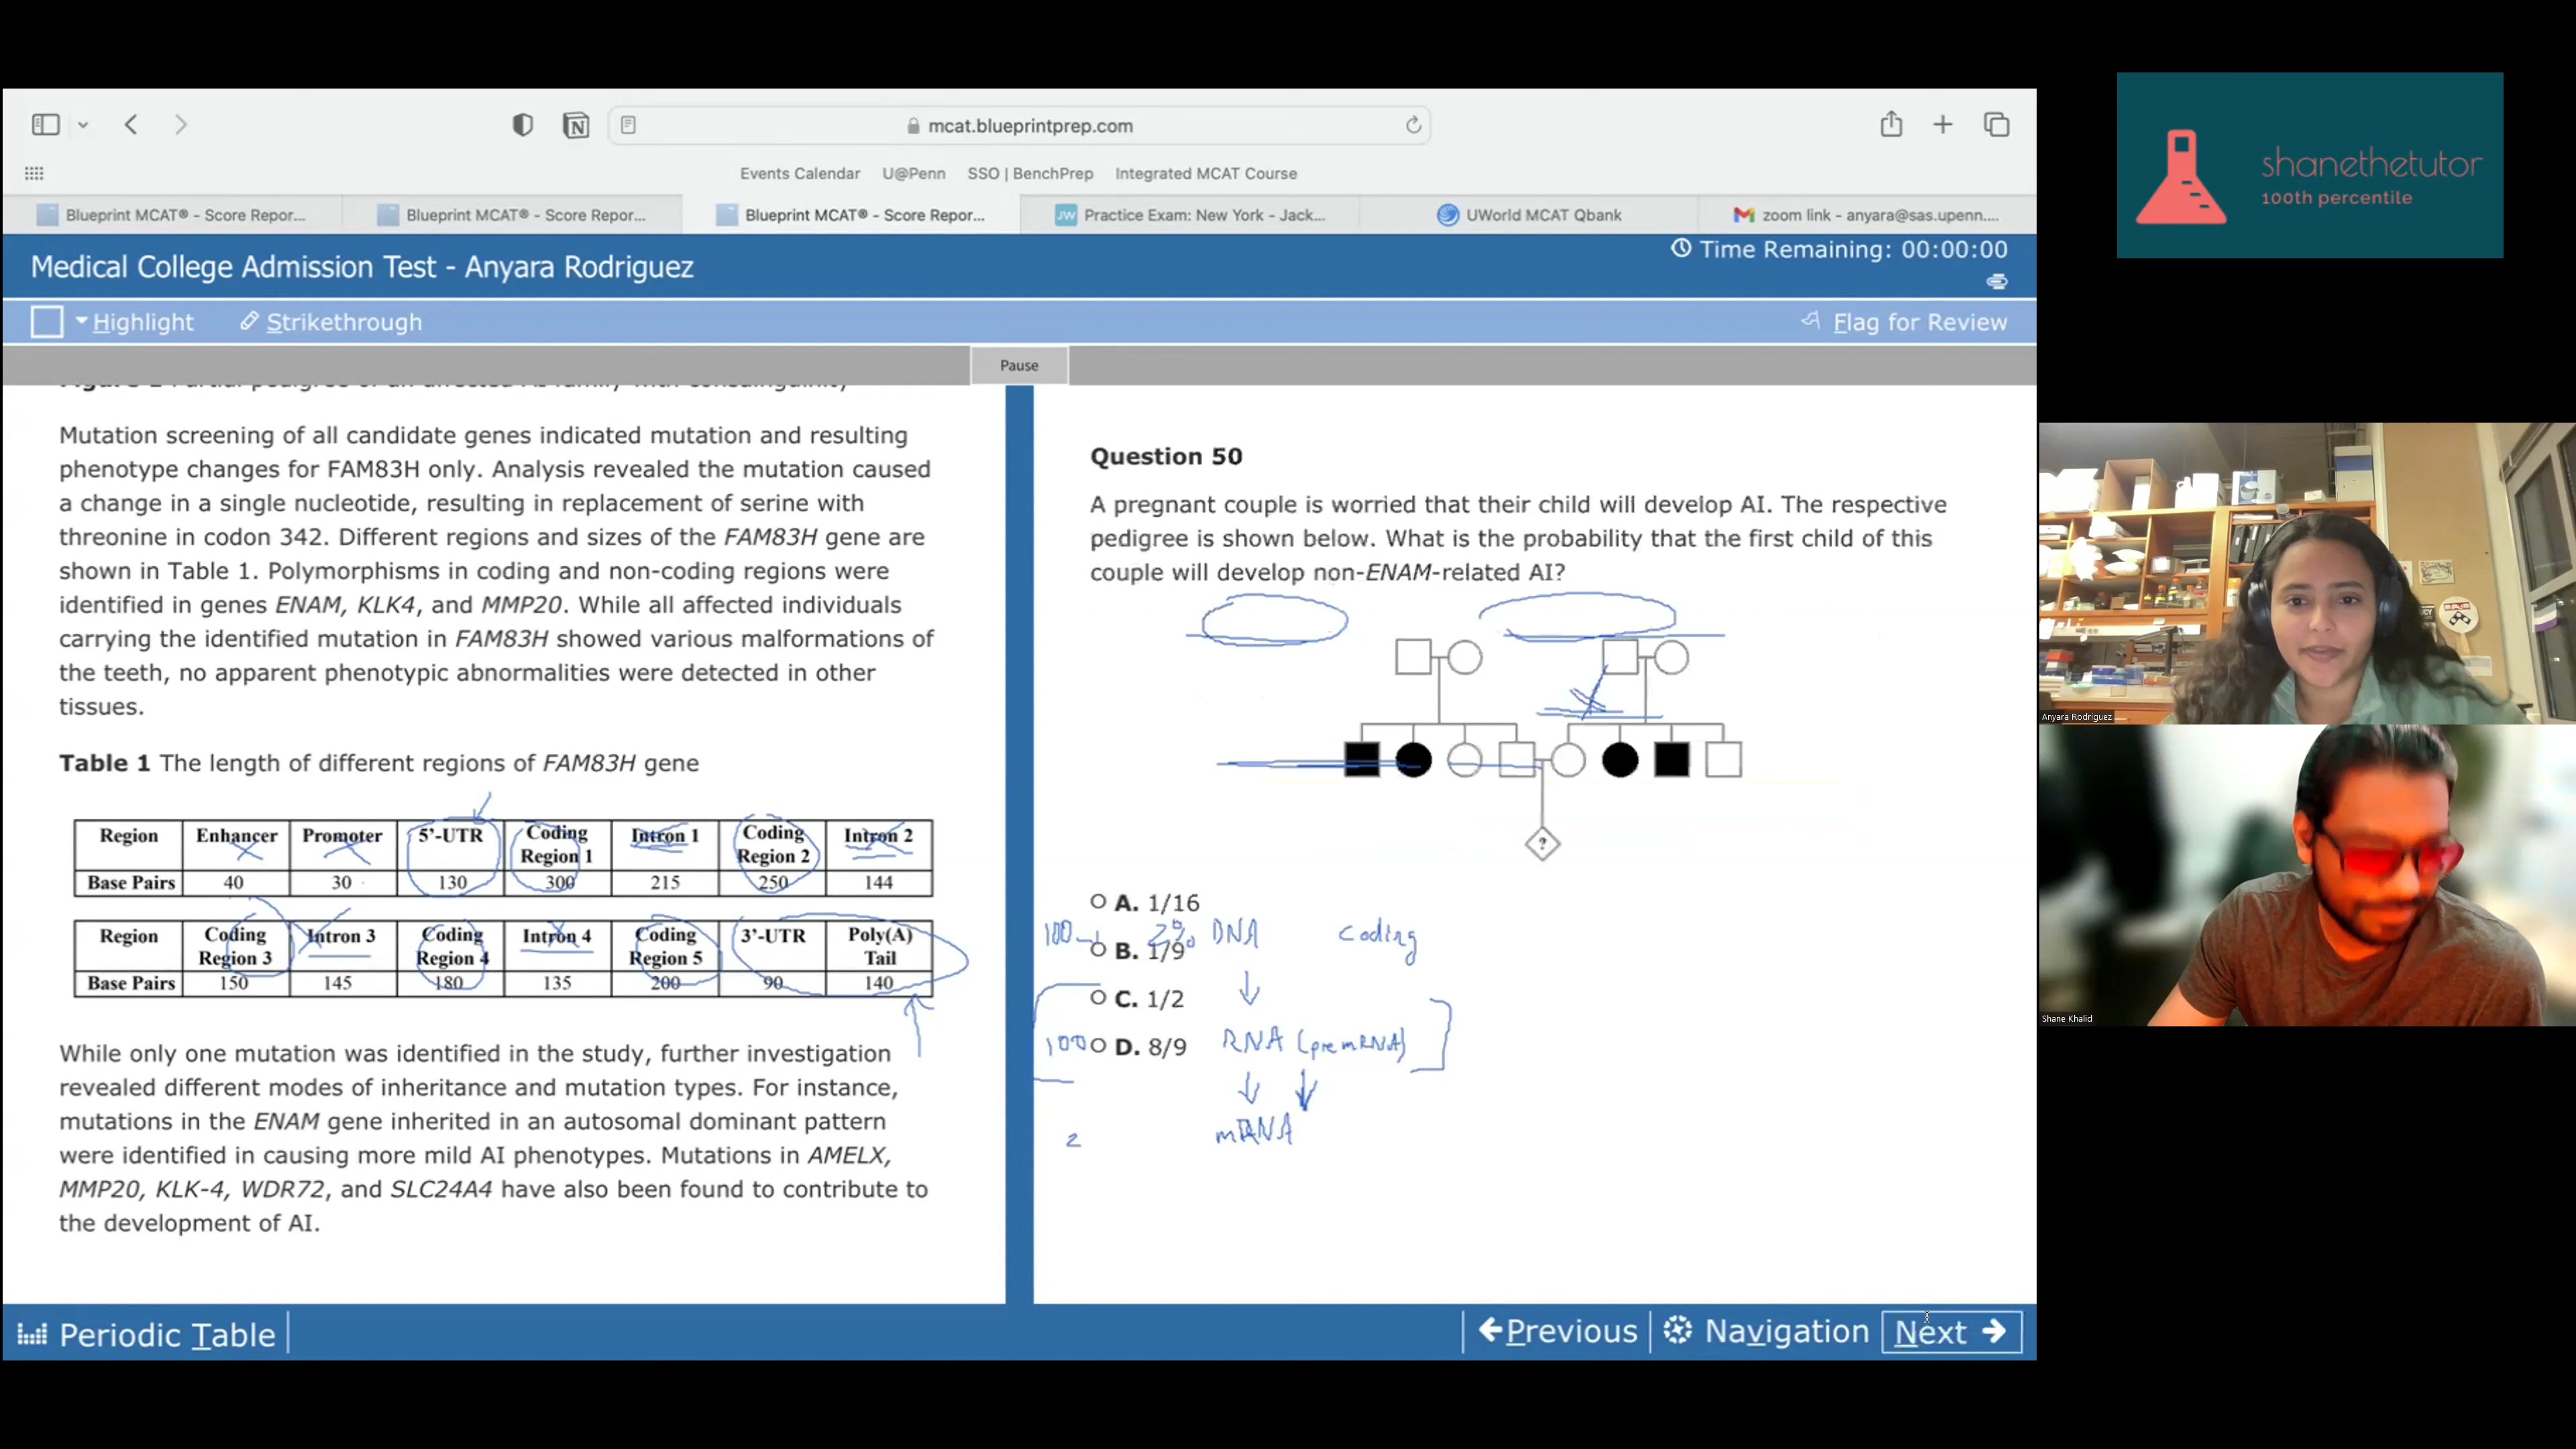 mcat.blueprintprep.com
Events Calendar U@Penn SSO | BenchPrep Integrated MCAT Course
Blueprint MCAT® - Score Repor... Blueprint MCAT® - Score Repor... Blueprint MCAT® - Score Repor... JW Practice Exam: New York - Jack... UWorld MCAT Qbank zoom link - anyara@sas.upenn....
Medical College Admission Test - Anyara Rodriguez
Time Remaining: 00:00:00
Highlight Strikethrough Flag for Review
Pause
Mutation screening of all candidate genes indicated mutation and resulting
phenotype changes for FAM83H only. Analysis revealed the mutation caused
a change in a single nucleotide, resulting in replacement of serine with
threonine in codon 342. Different regions and sizes of the FAM83H gene are
shown in Table 1. Polymorphisms in coding and non-coding regions were
identified in genes ENAM, KLK4, and MMP20. While all affected individuals
carrying the identified mutation in FAM83H showed various malformations of
the teeth, no apparent phenotypic abnormalities were detected in other
tissues.
Table 1 The length of different regions of FAM83H gene
Region Enhancer Promoter 5'-UTR Coding Region 1 Intron 1 Coding Region 2 Intron 2
Base Pairs 40 30 130 300 215 250 144
Region Coding Region 3 Intron 3 Coding Region 4 Intron 4 Coding Region 5 3'-UTR Poly(A) Tail
Base Pairs 150 145 180 135 200 90 140
While only one mutation was identified in the study, further investigation
revealed different modes of inheritance and mutation types. For instance,
mutations in the ENAM gene inherited in an autosomal dominant pattern
were identified in causing more mild AI phenotypes. Mutations in AMELX,
MMP20, KLK-4, WDR72, and SLC24A4 have also been found to contribute to
the development of AI.
Question 50
A pregnant couple is worried that their child will develop AI. The respective
pedigree is shown below. What is the probability that the first child of this
couple will develop non-ENAM-related AI?
?
A. 1/16
100 2% DNA coding
B. 1/9
C. 1/2
D. 8/9
RNA (premRNA)
2
Periodic Table
Previous Navigation Next
shanethetutor
100th percentile
Anyara Rodriguez
Shane Khalid